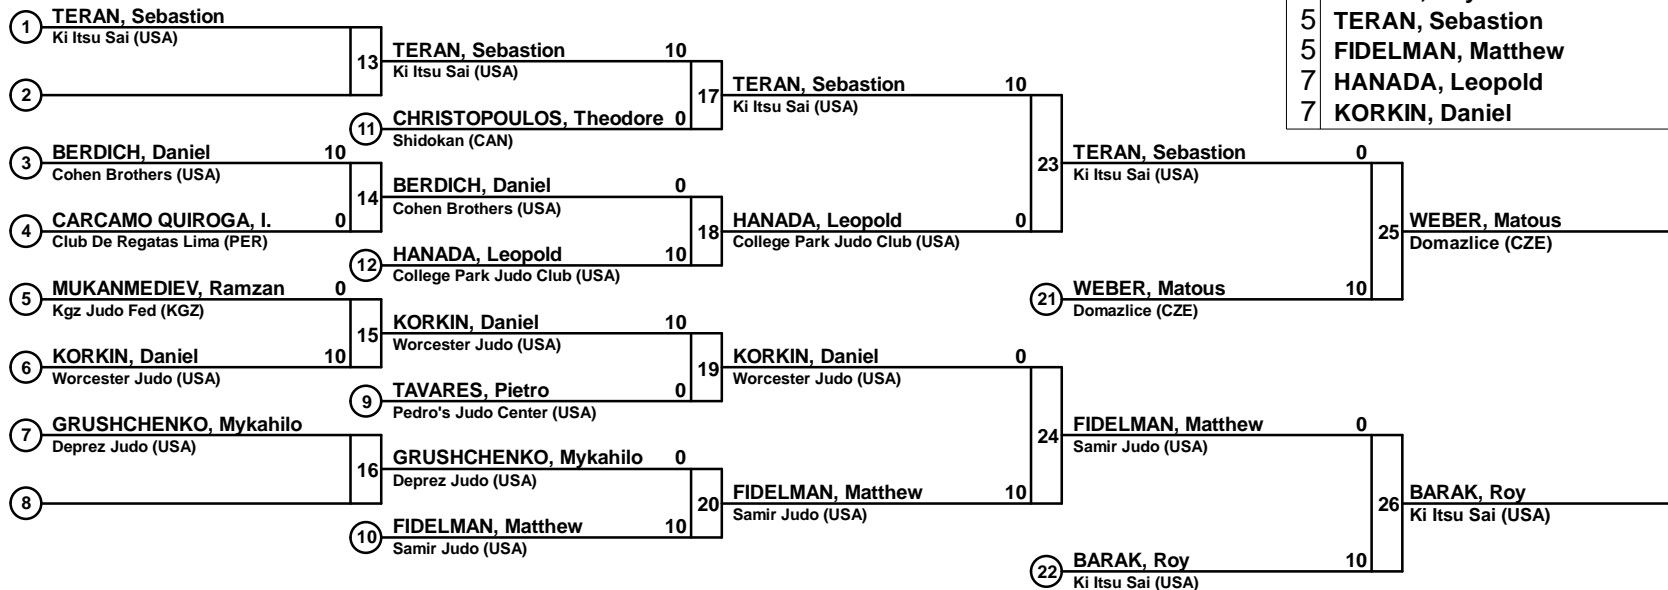 1 TERAN, Sebastion
Ki Itsu Sai (USA)
2
3 BERDICH, Daniel 10
Cohen Brothers (USA)
4 CARCAMO QUIROGA, I. 0
Club De Regatas Lima (PER)
5 MUKANMEDIEV, Ramzan 0
Kgz Judo Fed (KGZ)
6 KORKIN, Daniel 10
Worcester Judo (USA)
7 GRUSHCHENKO, Mykahilo
Deprez Judo (USA)
8
13 TERAN, Sebastion 10
Ki Itsu Sai (USA)
11 CHRISTOPOULOS, Theodore 0
Shidokan (CAN)
14 BERDICH, Daniel 0
Cohen Brothers (USA)
12 HANADA, Leopold 10
College Park Judo Club (USA)
15 KORKIN, Daniel 10
Worcester Judo (USA)
9 TAVARES, Pietro 0
Pedro's Judo Center (USA)
16 GRUSHCHENKO, Mykahilo 0
Deprez Judo (USA)
10 FIDELMAN, Matthew 10
Samir Judo (USA)
17 TERAN, Sebastion 10
Ki Itsu Sai (USA)
18 HANADA, Leopold 0
College Park Judo Club (USA)
19 KORKIN, Daniel 0
Worcester Judo (USA)
20 FIDELMAN, Matthew 10
Samir Judo (USA)
23 TERAN, Sebastion 0
Ki Itsu Sai (USA)
21 WEBER, Matous 10
Domazlice (CZE)
24 FIDELMAN, Matthew 0
Samir Judo (USA)
22 BARAK, Roy 10
Ki Itsu Sai (USA)
25 WEBER, Matous
Domazlice (CZE)
26 BARAK, Roy
Ki Itsu Sai (USA)
5 TERAN, Sebastion
5 FIDELMAN, Matthew
7 HANADA, Leopold
7 KORKIN, Daniel